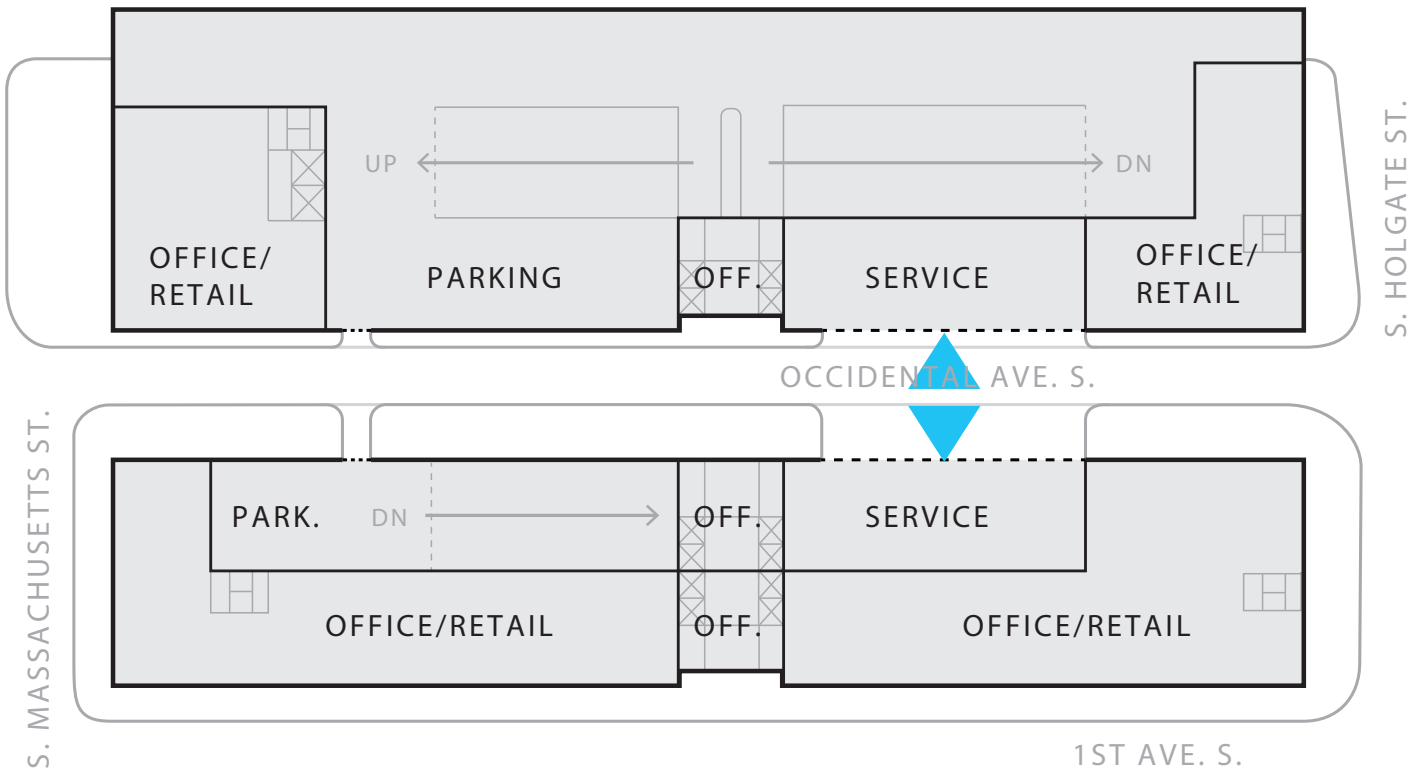 S. HOLGATE ST.
UP
DN
OFFICE/
RETAIL
PARKING
OFF.
SERVICE
OFFICE/
RETAIL
OCCIDENTAL AVE. S.
S. MASSACHUSETTS ST.
PARK.
DN
OFF.
SERVICE
OFFICE/RETAIL
OFF.
OFFICE/RETAIL
1ST AVE. S.